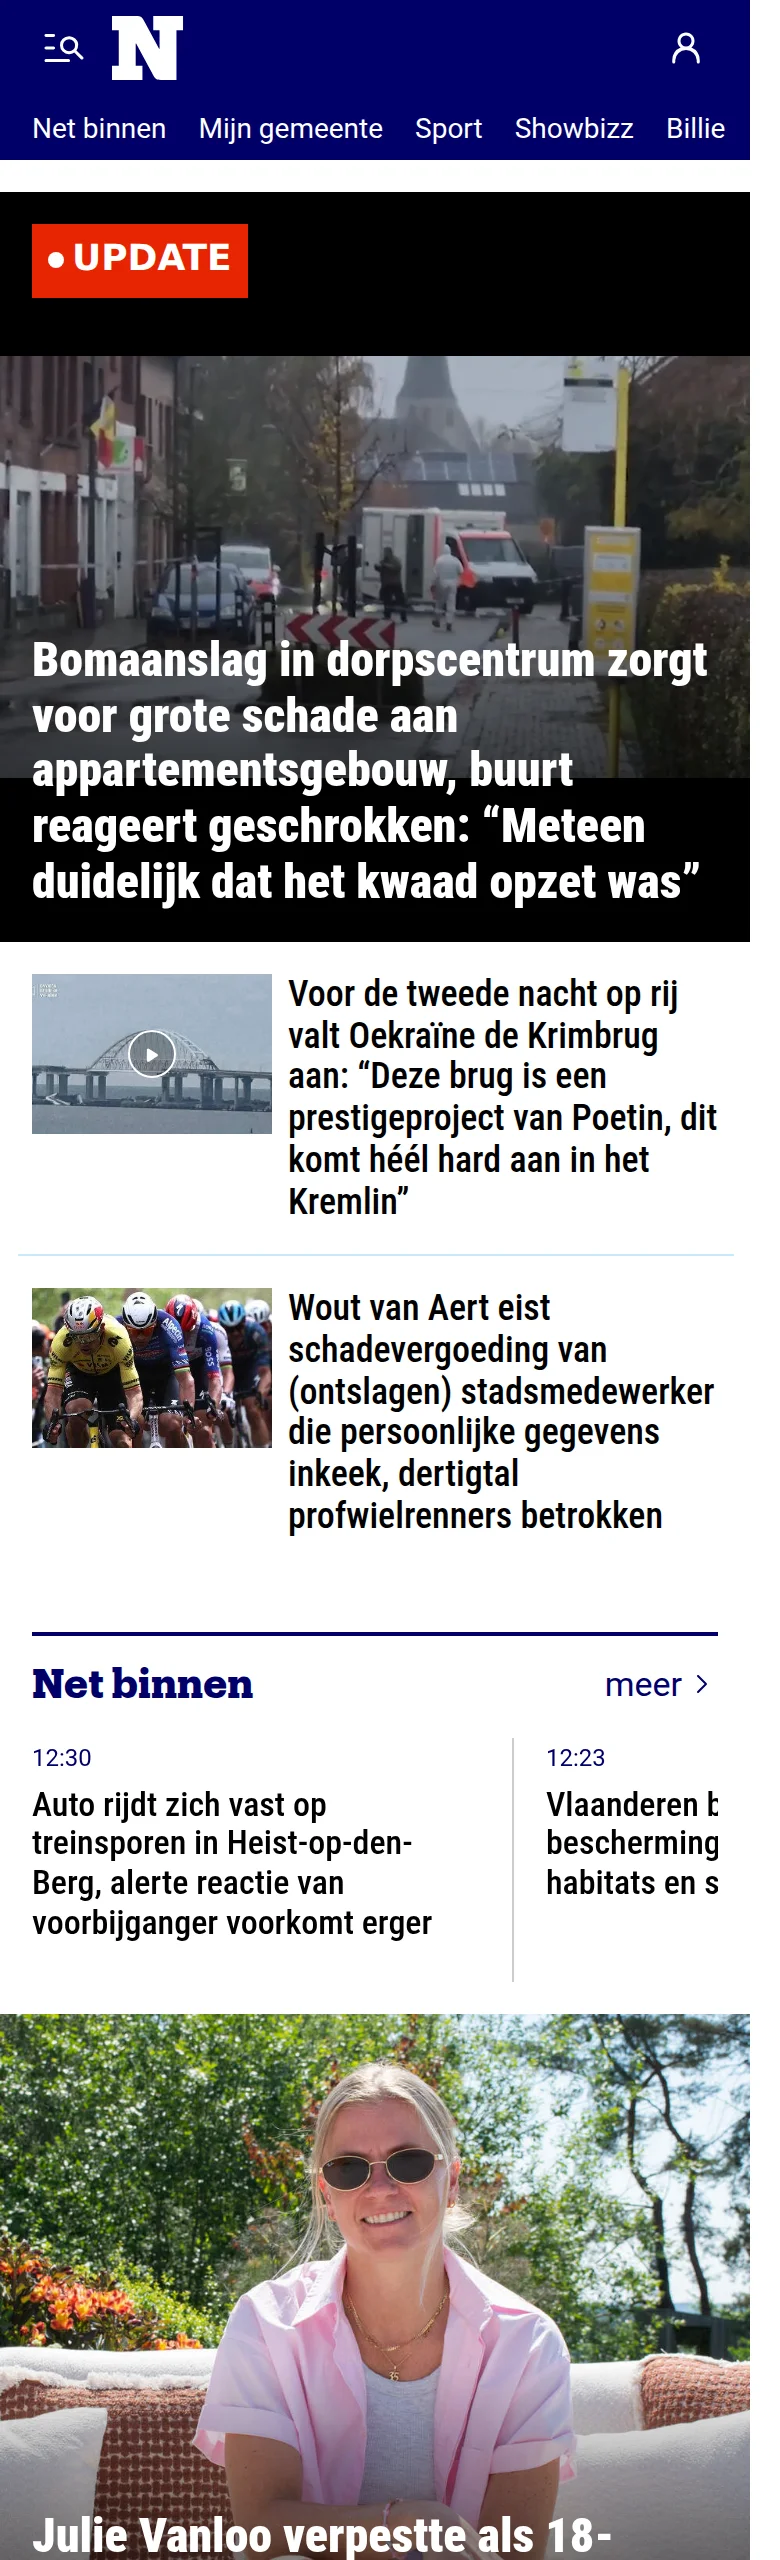 N
Net binnen Mijn gemeente Sport Showbizz Billie
UPDATE
Bomaanslag in dorpscentrum zorgt
voor grote schade aan
appartementsgebouw, buurt
reageert geschrokken: “Meteen
duidelijk dat het kwaad opzet was”
Voor de tweede nacht op rij
valt Oekraïne de Krimbrug
aan: “Deze brug is een
prestigeproject van Poetin, dit
komt héél hard aan in het
Kremlin”
Wout van Aert eist
schadevergoeding van
(ontslagen) stadsmedewerker
die persoonlijke gegevens
inkeek, dertigtal
profwielrenners betrokken
Net binnen meer
12:30
Auto rijdt zich vast op
treinsporen in Heist-op-den-
Berg, alerte reactie van
voorbijganger voorkomt erger
12:23
Vlaanderen b
bescherming
habitats en s
Julie Vanloo verpestte als 18-